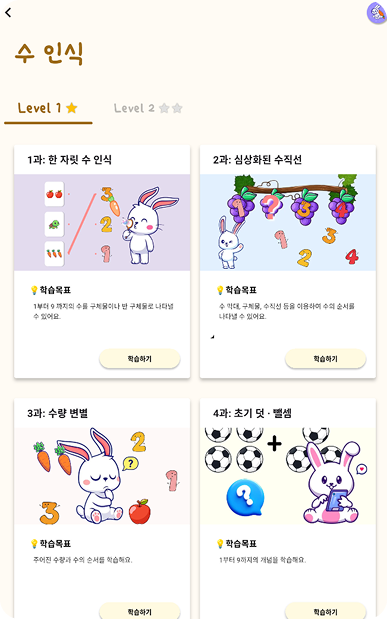 수 인식
Level 1
Level 2
1과: 한 자릿 수 인식
3
2
1
💡학습목표
1부터 9 까지의 수를 구체물이나 반 구체물로 나타낼
수 있어요.
학습하기
2과: 심상화된 수직선
1 ? 3 4
1
3
2
4
💡학습목표
수 막대, 구체물, 수직선 등을 이용하여 수의 순서를
나타낼 수 있어요.
학습하기
3과: 수량 변별
2
?
1
3
💡학습목표
주어진 수량과 수의 순서를 학습해요.
학습하기
4과: 초기 덧 · 뺄셈
+
?
💡학습목표
1부터 9까지의 개념을 학습해요.
학습하기